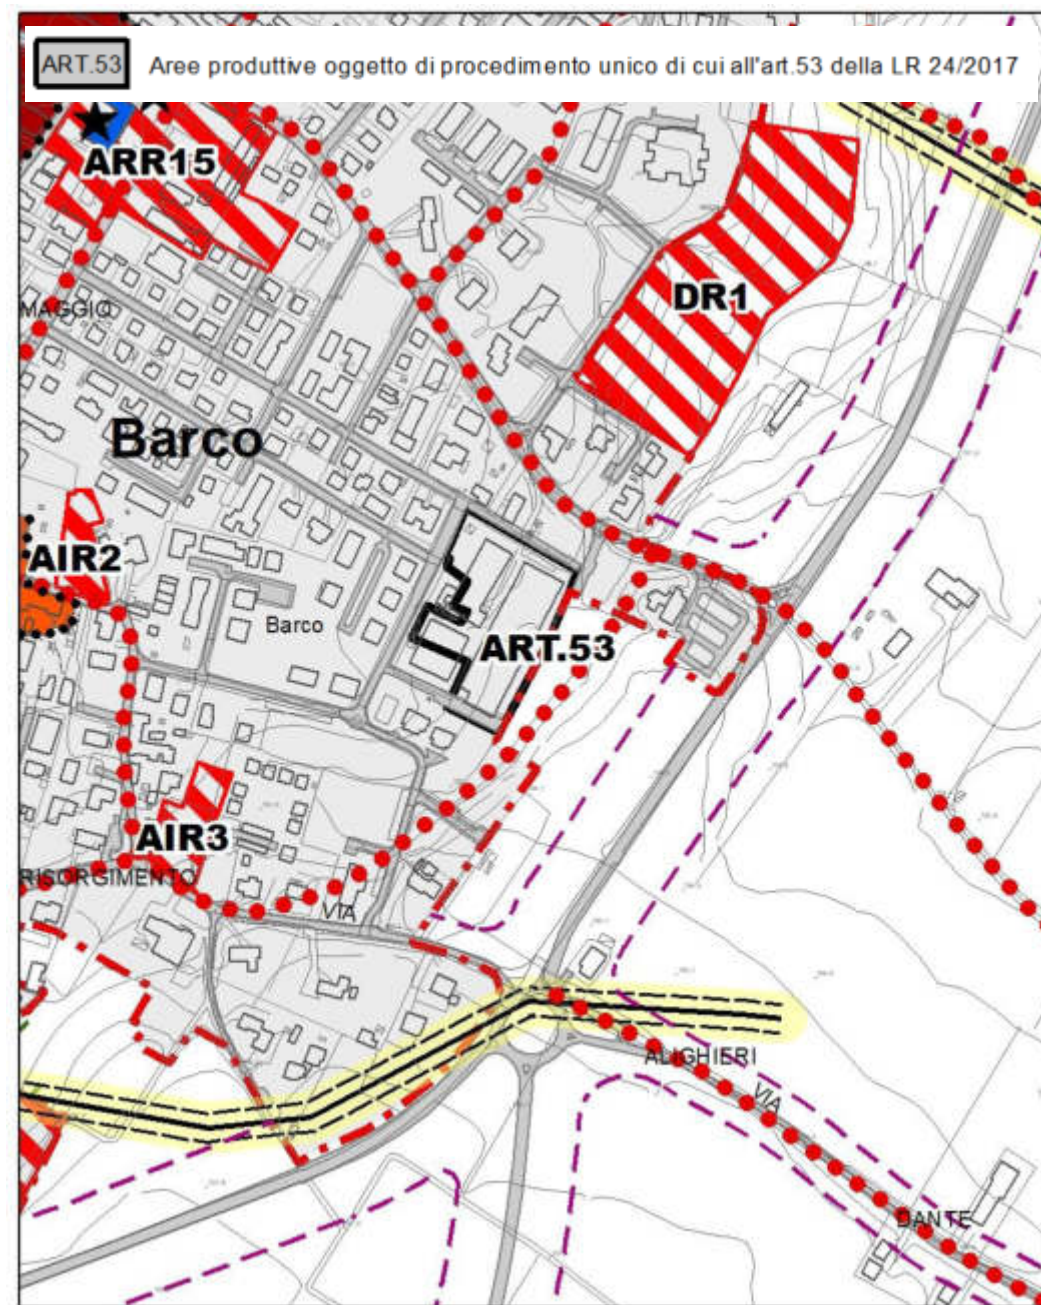 ART.53 Aree produttive oggetto di procedimento unico di cui all'art.53 della LR 24/2017
ARR15
DR1
MAGGIO
Barco
AIR2
Barco
ART.53
AIR3
RISORGIMENTO
VIA
ALIGHIERI
VIA
DANTE